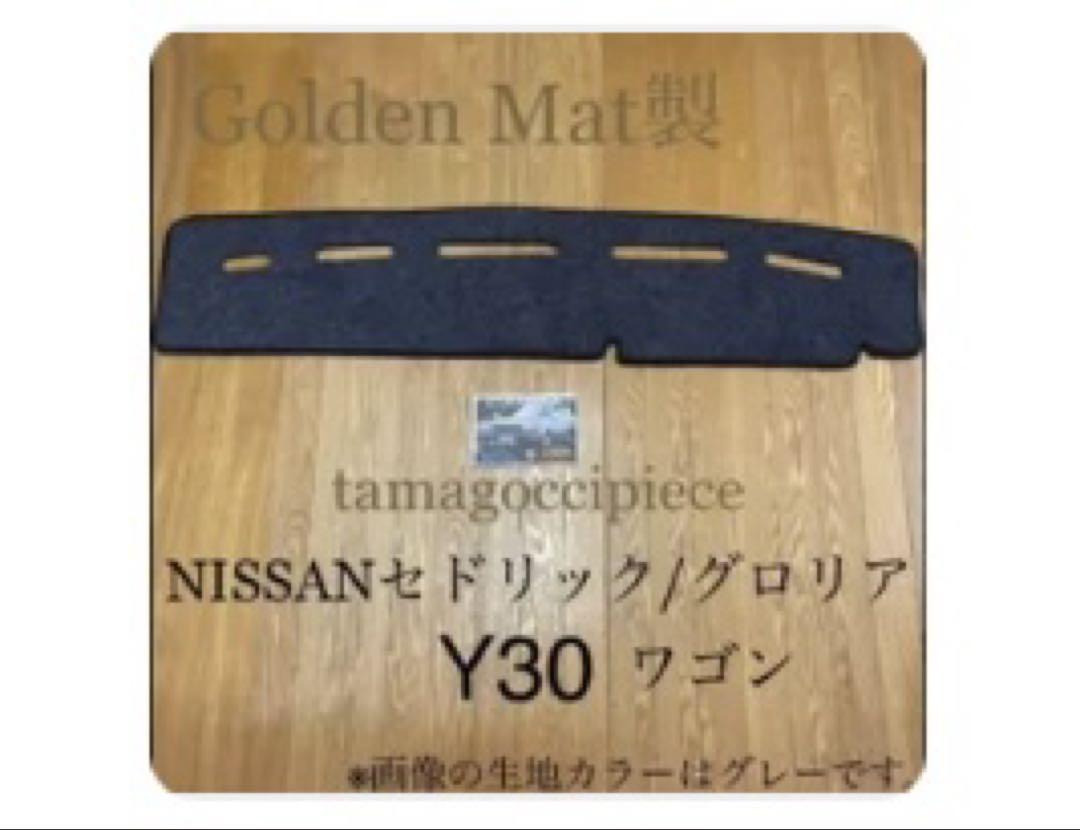 Golden Mat製
tamagoccipiece
NISSANセドリック/グロリア
Y30 ワゴン
※画像の生地カラーはグレーです。